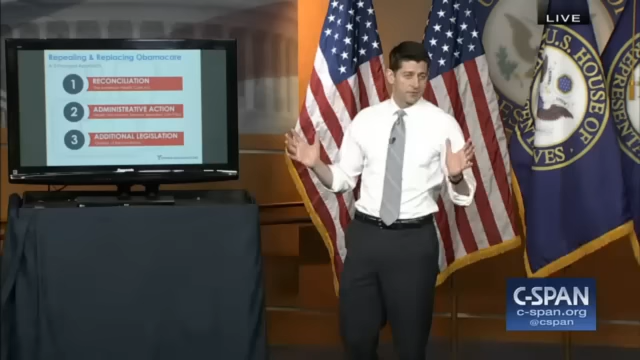 LIVE
Repealing & Replacing Obamacare
1 RECONCILIATION
2 ADMINISTRATIVE ACTION
3 ADDITIONAL LEGISLATION
U.S. HOUSE OF
C-SPAN
c-span.org
@cspan